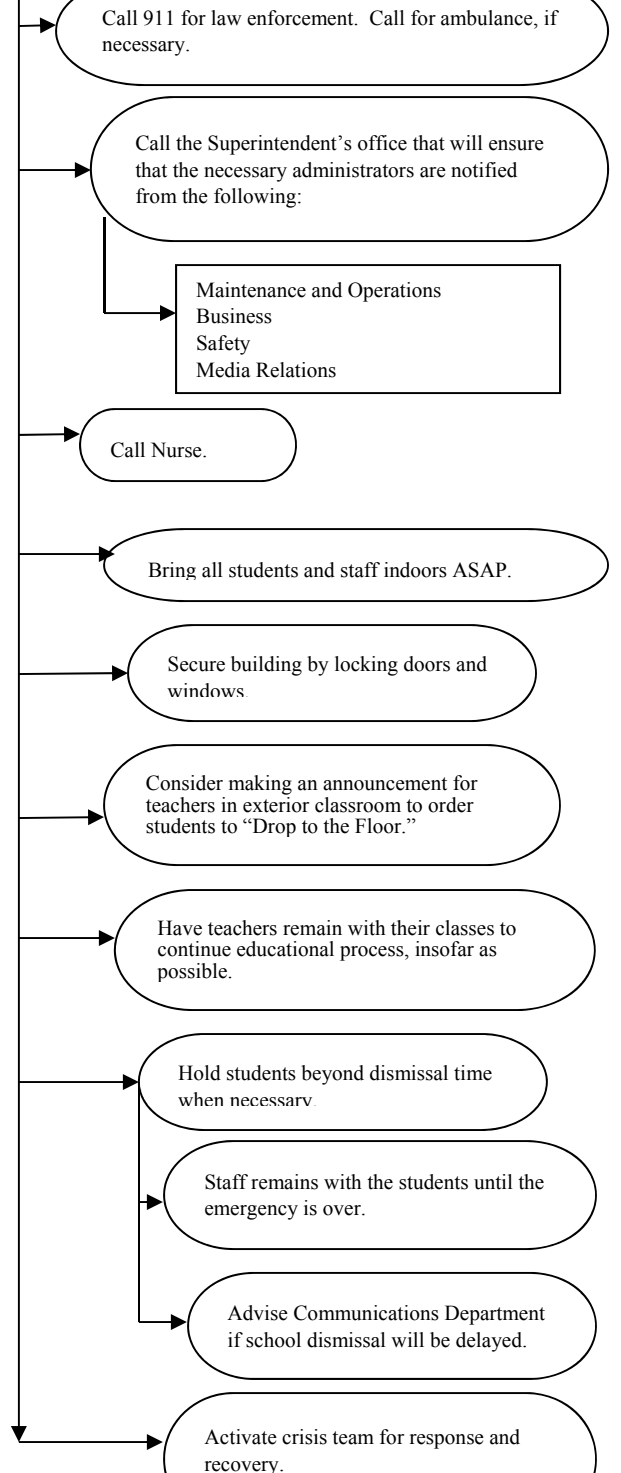 Call 911 for law enforcement.  Call for ambulance, if
necessary.
Call the Superintendent’s office that will ensure
that the necessary administrators are notified
from the following:
Maintenance and Operations
Business
Safety
Media Relations
Call Nurse.
Bring all students and staff indoors ASAP.
Secure building by locking doors and
windows.
Consider making an announcement for
teachers in exterior classroom to order
students to “Drop to the Floor.”
Have teachers remain with their classes to
continue educational process, insofar as
possible.
Hold students beyond dismissal time
when necessary.
Staff remains with the students until the
emergency is over.
Advise Communications Department
if school dismissal will be delayed.
Activate crisis team for response and
recovery.